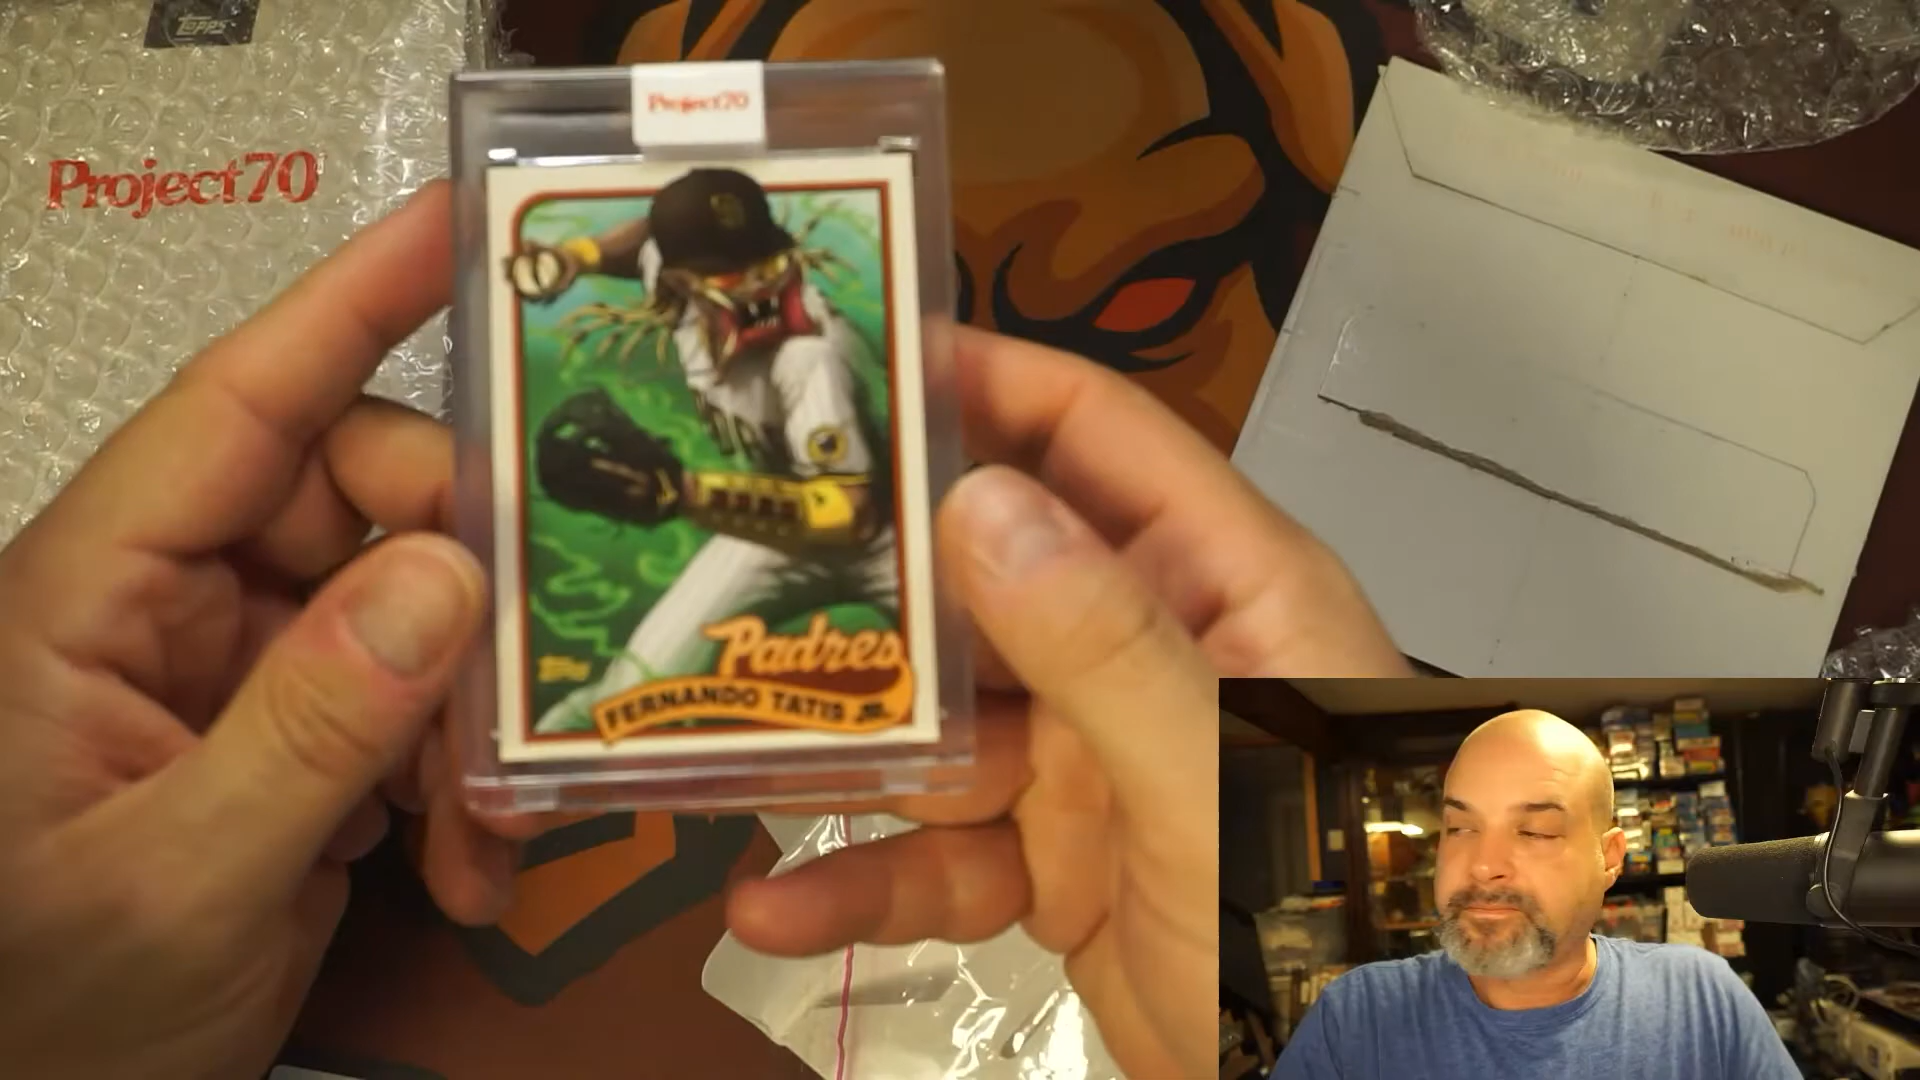 TOPPS
Project70
Project70
Padres
FERNANDO TATIS JR.